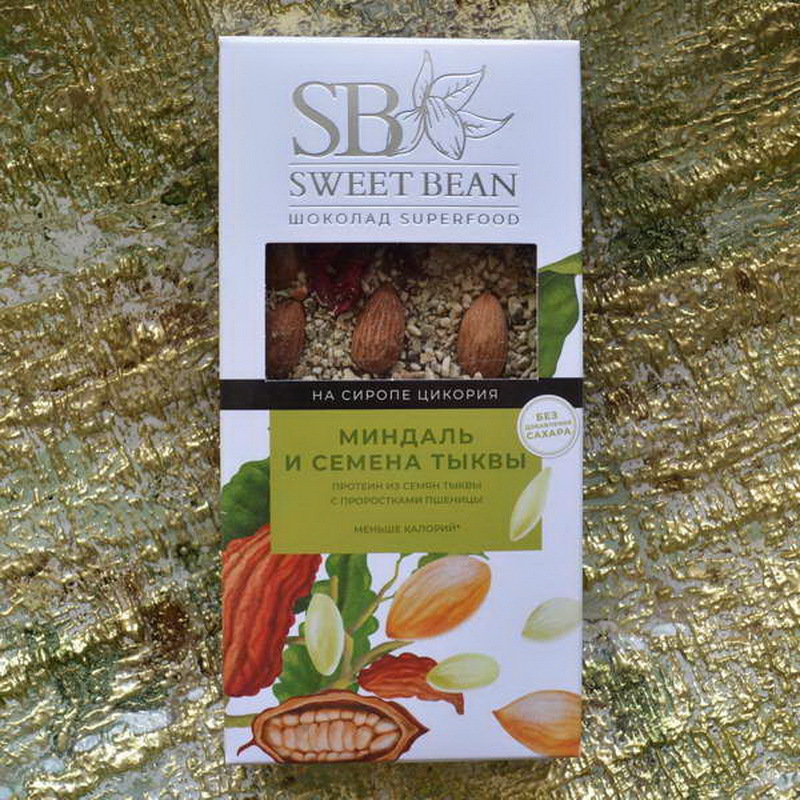 SB
SWEET BEAN
ШОКОЛАД SUPERFOOD
НА СИРОПЕ ЦИКОРИЯ
БЕЗ
ДОБАВЛЕНИЯ
САХАРА
МИНДАЛЬ
И СЕМЕНА ТЫКВЫ
ПРОТЕИН ИЗ СЕМЯН ТЫКВЫ
С ПРОРОСТКАМИ ПШЕНИЦЫ
МЕНЬШЕ КАЛОРИЙ*